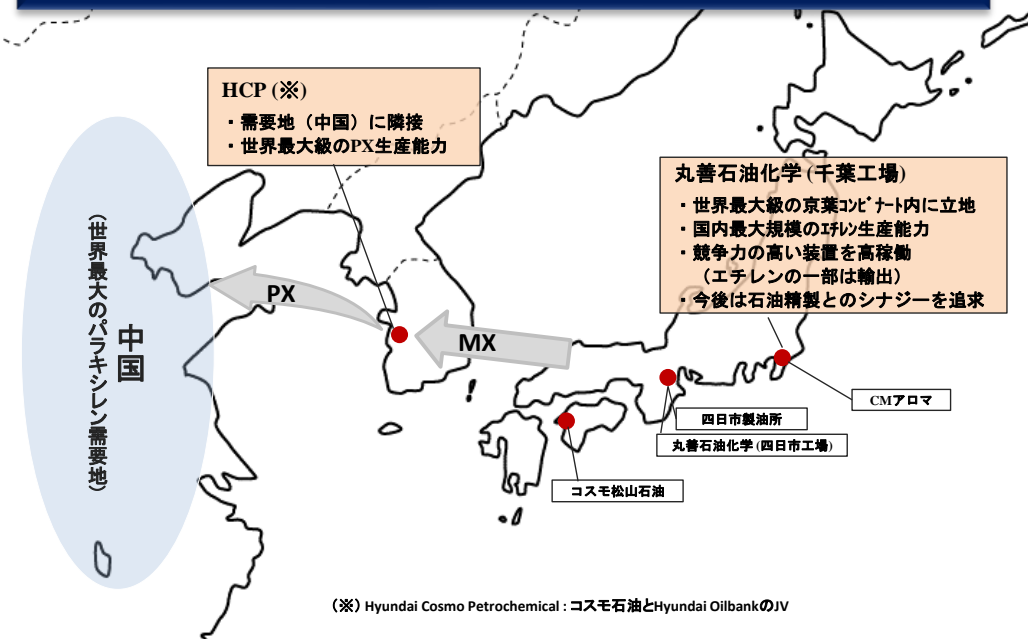 HCP (※)
・需要地（中国）に隣接
・世界最大級のPX生産能力
丸善石油化学 (千葉工場)
・世界最大級の京葉ｺﾝﾋﾞﾅｰﾄ内に立地
・国内最大規模のｴﾁﾚﾝ生産能力
・競争力の高い装置を高稼働
（エチレンの一部は輸出）
・今後は石油精製とのシナジーを追求
中国
（世界最大のパラキシレン需要地）
PX
MX
CMアロマ
四日市製油所
丸善石油化学 (四日市工場)
コスモ松山石油
(※) Hyundai Cosmo Petrochemical : コスモ石油とHyundai OilbankのJV